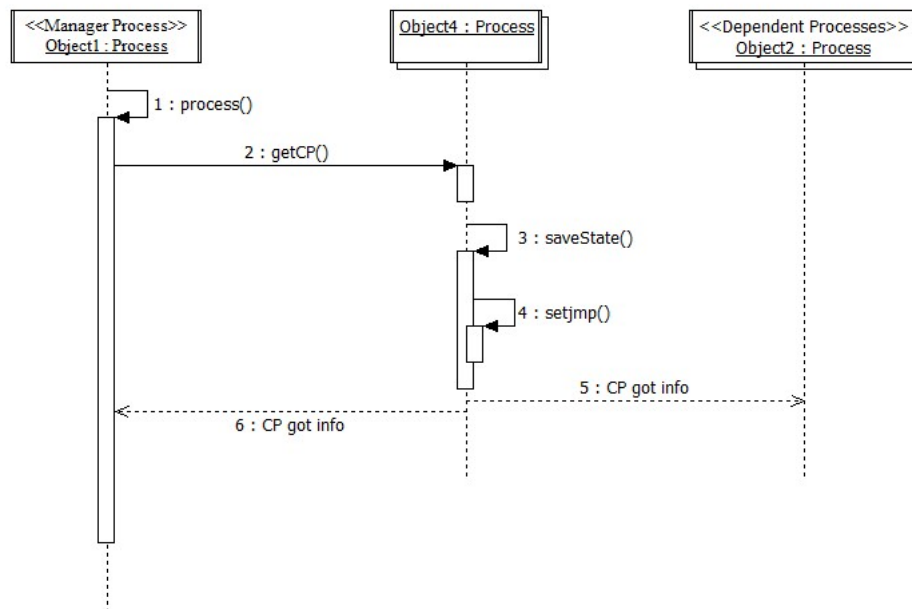 <<Manager Process>>
Object1 : Process
Object4 : Process
<<Dependent Processes>>
Object2 : Process
1 : process()
2 : getCP()
3 : saveState()
4 : setjmp()
5 : CP got info
6 : CP got info